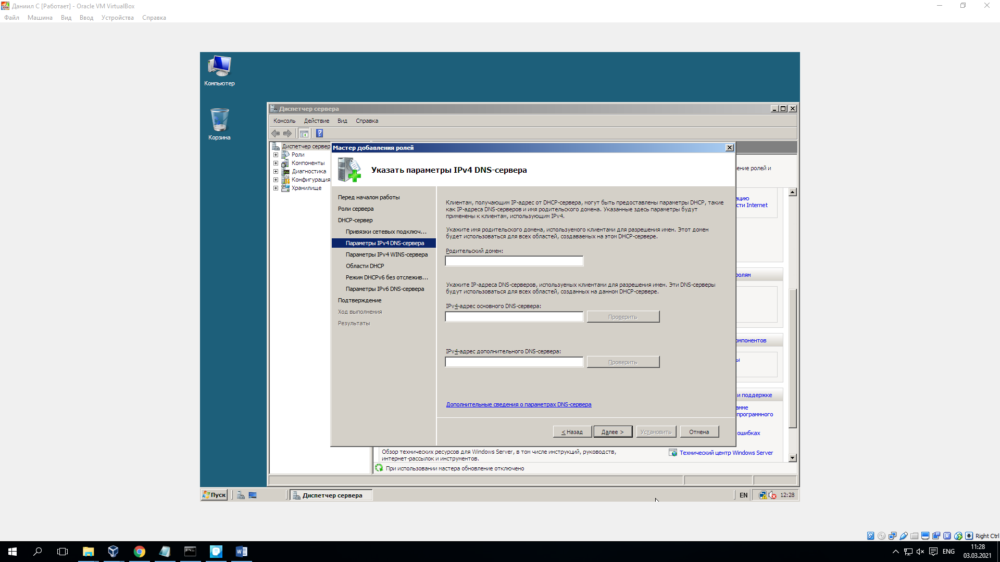 Даниил С [Работает] - Oracle VM VirtualBox
Файл Машина Вид Ввод Устройства Справка
Компьютер
Корзина
Диспетчер сервера
Консоль Действие Вид Справка
Диспетчер сервер
Роли
Компоненты
Диагностика
Конфигурация
Хранилище
Мастер добавления ролей
Указать параметры IPv4 DNS-сервера
Перед началом работы
Роли сервера
DHCP-сервер
Привязки сетевых подключ...
Параметры IPv4 DNS-сервера
Параметры IPv4 WINS-сервера
Области DHCP
Режим DHCPv6 без отслежив...
Параметры IPv6 DNS-сервера
Подтверждение
Ход выполнения
Результаты
Клиентам, получающим IP-адрес от DHCP-сервера, могут быть предоставлены параметры DHCP, такие
как IP-адреса DNS-серверов и имя родительского домена. Указанные здесь параметры будут
применены к клиентам, использующим IPv4.
Укажите имя родительского домена, используемого клиентами для разрешения имен. Этот домен
будет использоваться для всех областей, создаваемых на этом DHCP-сервере.
Родительский домен:
Укажите IP-адреса DNS-серверов, используемых клиентами для разрешения имен. Эти DNS-серверы
будут использоваться для всех областей, созданных на данном DHCP-сервере.
IPv4-адрес основного DNS-сервера:
Проверить
IPv4-адрес дополнительного DNS-сервера:
Проверить
Дополнительные сведения о параметрах DNS-сервера
< Назад Далее > Установить Отмена
ение ролей и
ацию
сти Internet
ролям
омпонентов
ы
и поддержке
амме
программного
ошибках
Обзор технических ресурсов для Windows Server, в том числе инструкций, руководств,
интернет-рассылок и инструментов.
Технический центр Windows Server
При использовании мастера обновление отключено
Пуск
Диспетчер сервера
EN
12:28
Right Ctrl
ENG
11:28
03.03.2021